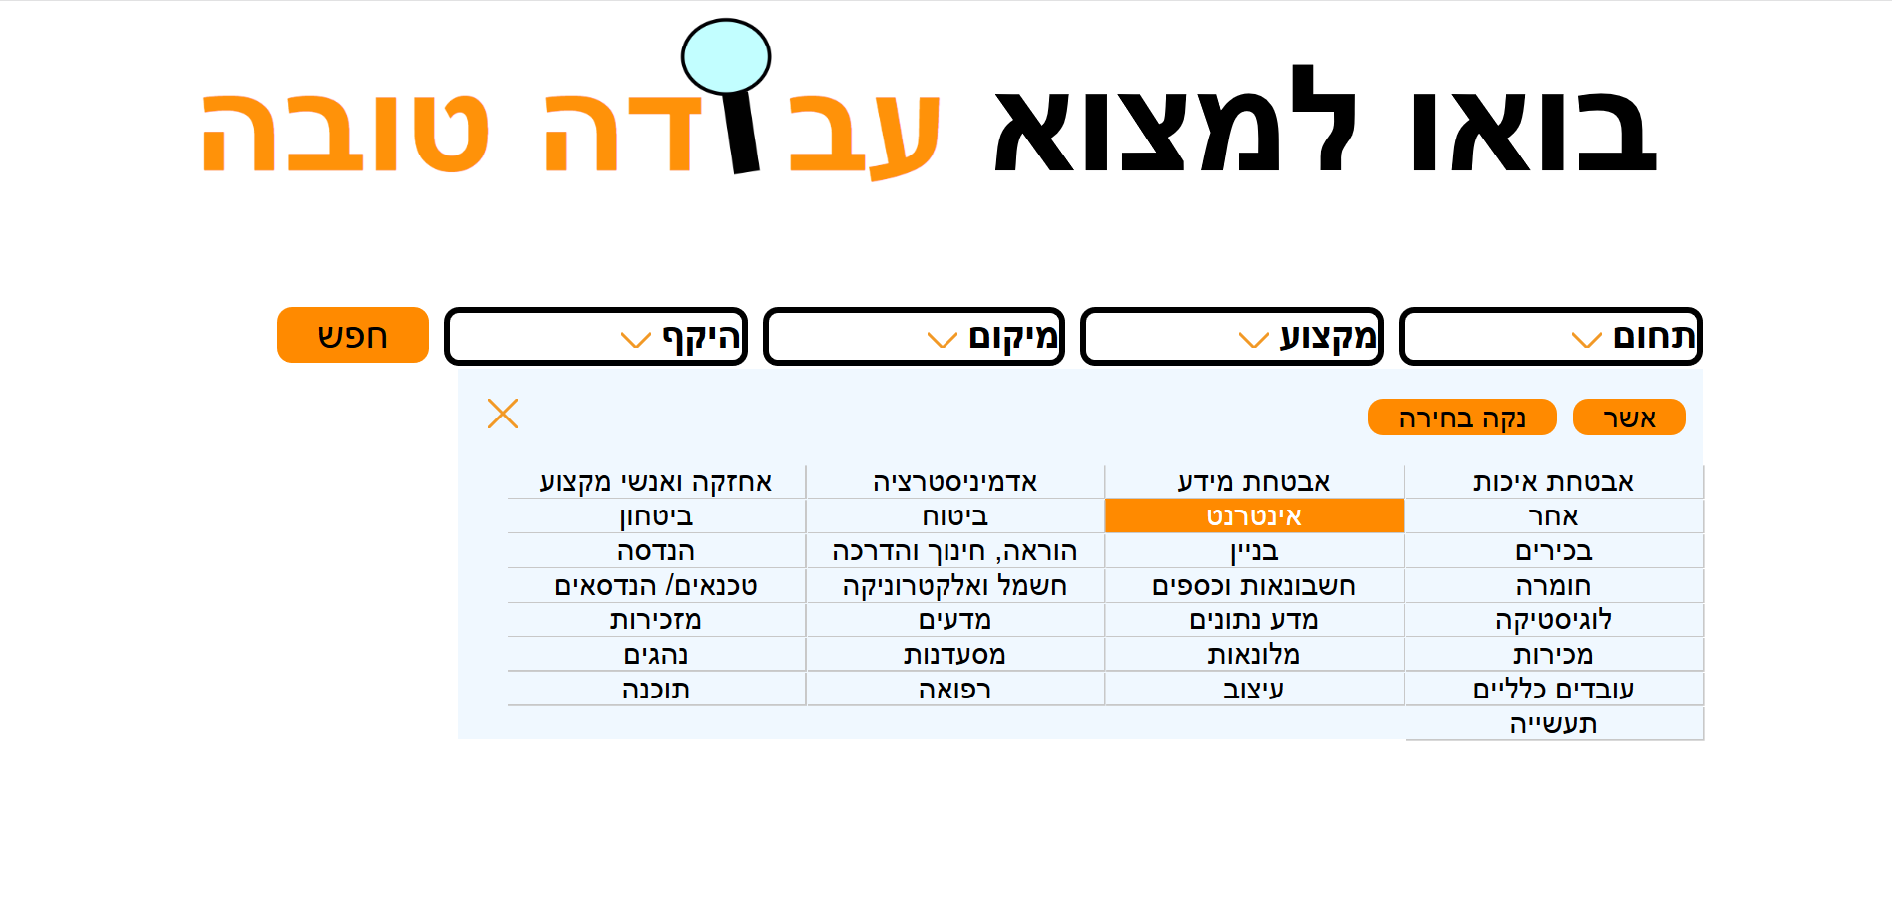 בואו למצוא עבודה טובה
תחום מקצוע מיקום היקף חפש
אשר נקה בחירה
אבטחת איכות אבטחת מידע אדמיניסטרציה אחזקה ואנשי מקצוע
אחר אינטרנט ביטוח ביטחון
בכירים בניין הוראה, חינוך והדרכה הנדסה
חומרה חשבונאות וכספים חשמל ואלקטרוניקה טכנאים/ הנדסאים
לוגיסטיקה מדע נתונים מדעים מזכירות
מכירות מלונאות מסעדנות נהגים
עובדים כלליים עיצוב רפואה תוכנה
תעשייה